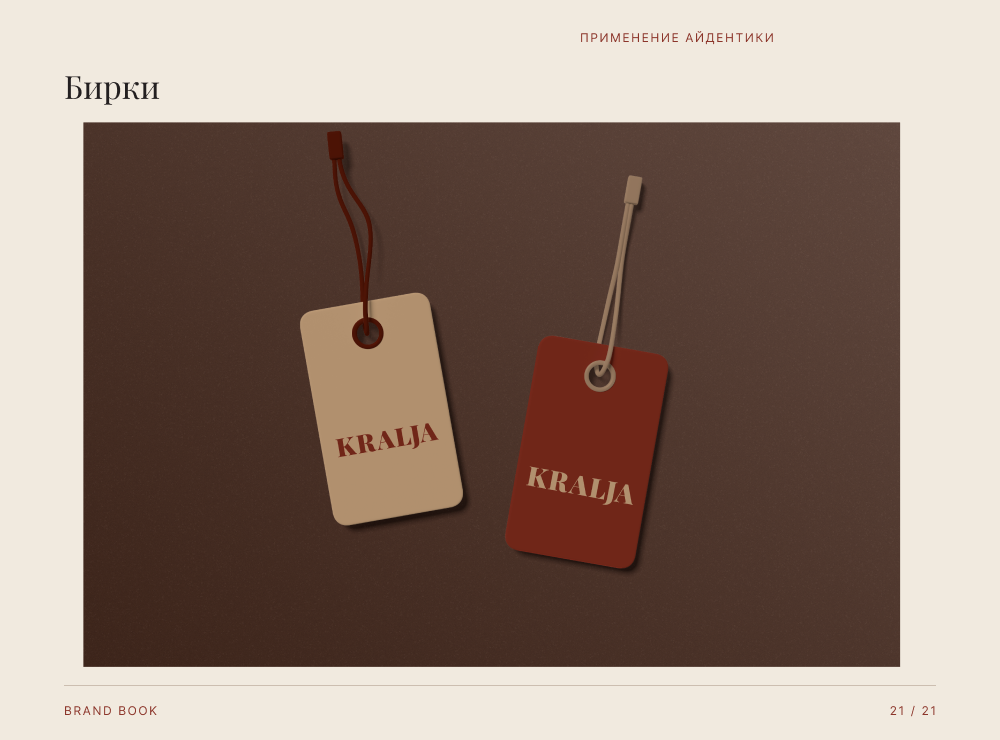 ПРИМЕНЕНИЕ АЙДЕНТИКИ
Бирки
KRALJA
KRALJA
BRAND BOOK
21 / 21